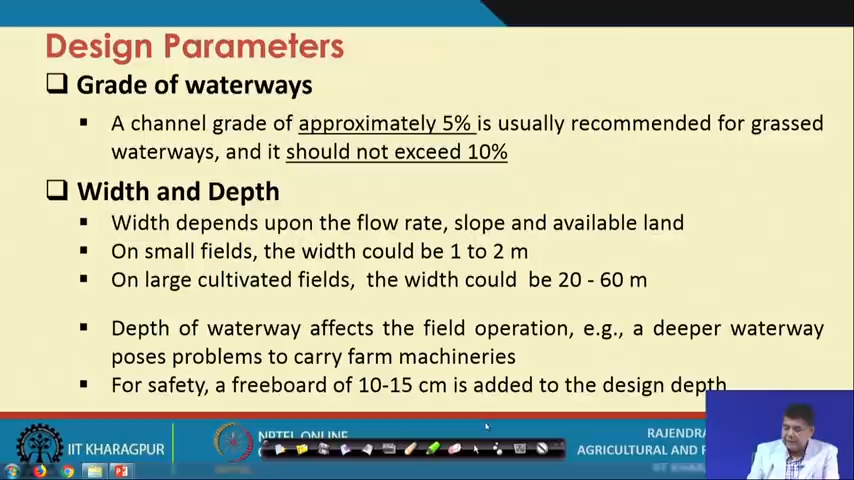 Design Parameters
Grade of waterways
A channel grade of approximately 5% is usually recommended for grassed
waterways, and it should not exceed 10%
Width and Depth
Width depends upon the flow rate, slope and available land
On small fields, the width could be 1 to 2 m
On large cultivated fields, the width could be 20 - 60 m
Depth of waterway affects the field operation, e.g., a deeper waterway
poses problems to carry farm machineries
For safety, a freeboard of 10-15 cm is added to the design depth
IIT KHARAGPUR
NPTEL ONLINE
RAJENDRA
AGRICULTURAL AND
IIT